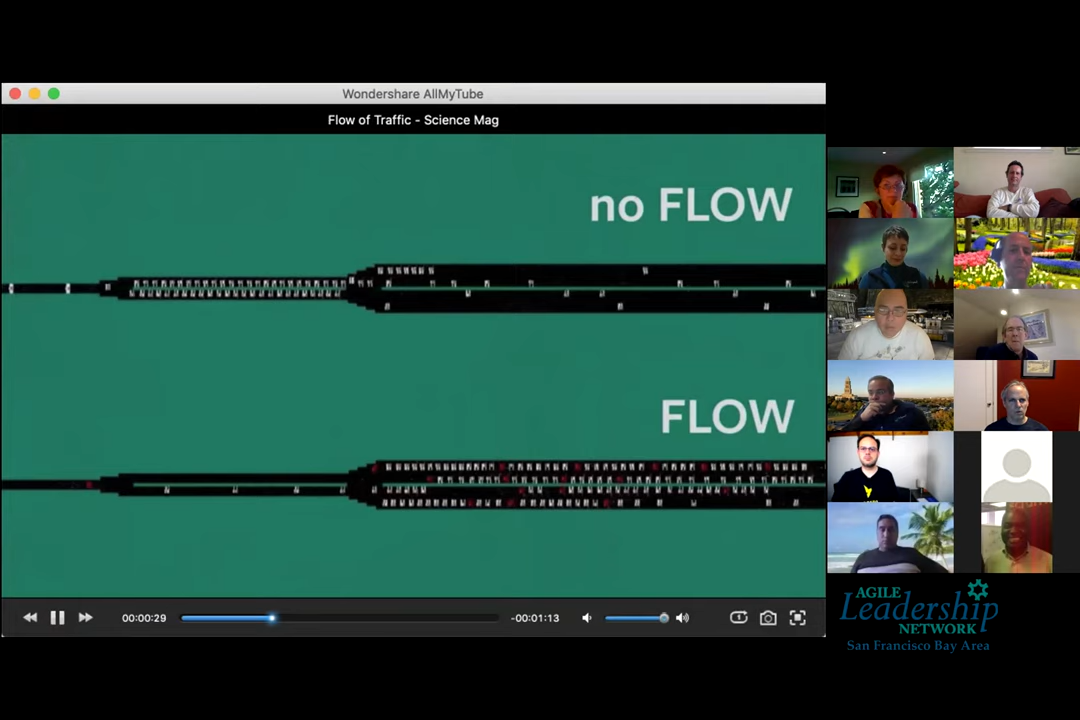 Wondershare AllMyTube
Flow of Traffic - Science Mag
no FLOW
FLOW
00:00:29
-00:01:13
AGILE
Leadership
NETWORK
San Francisco Bay Area